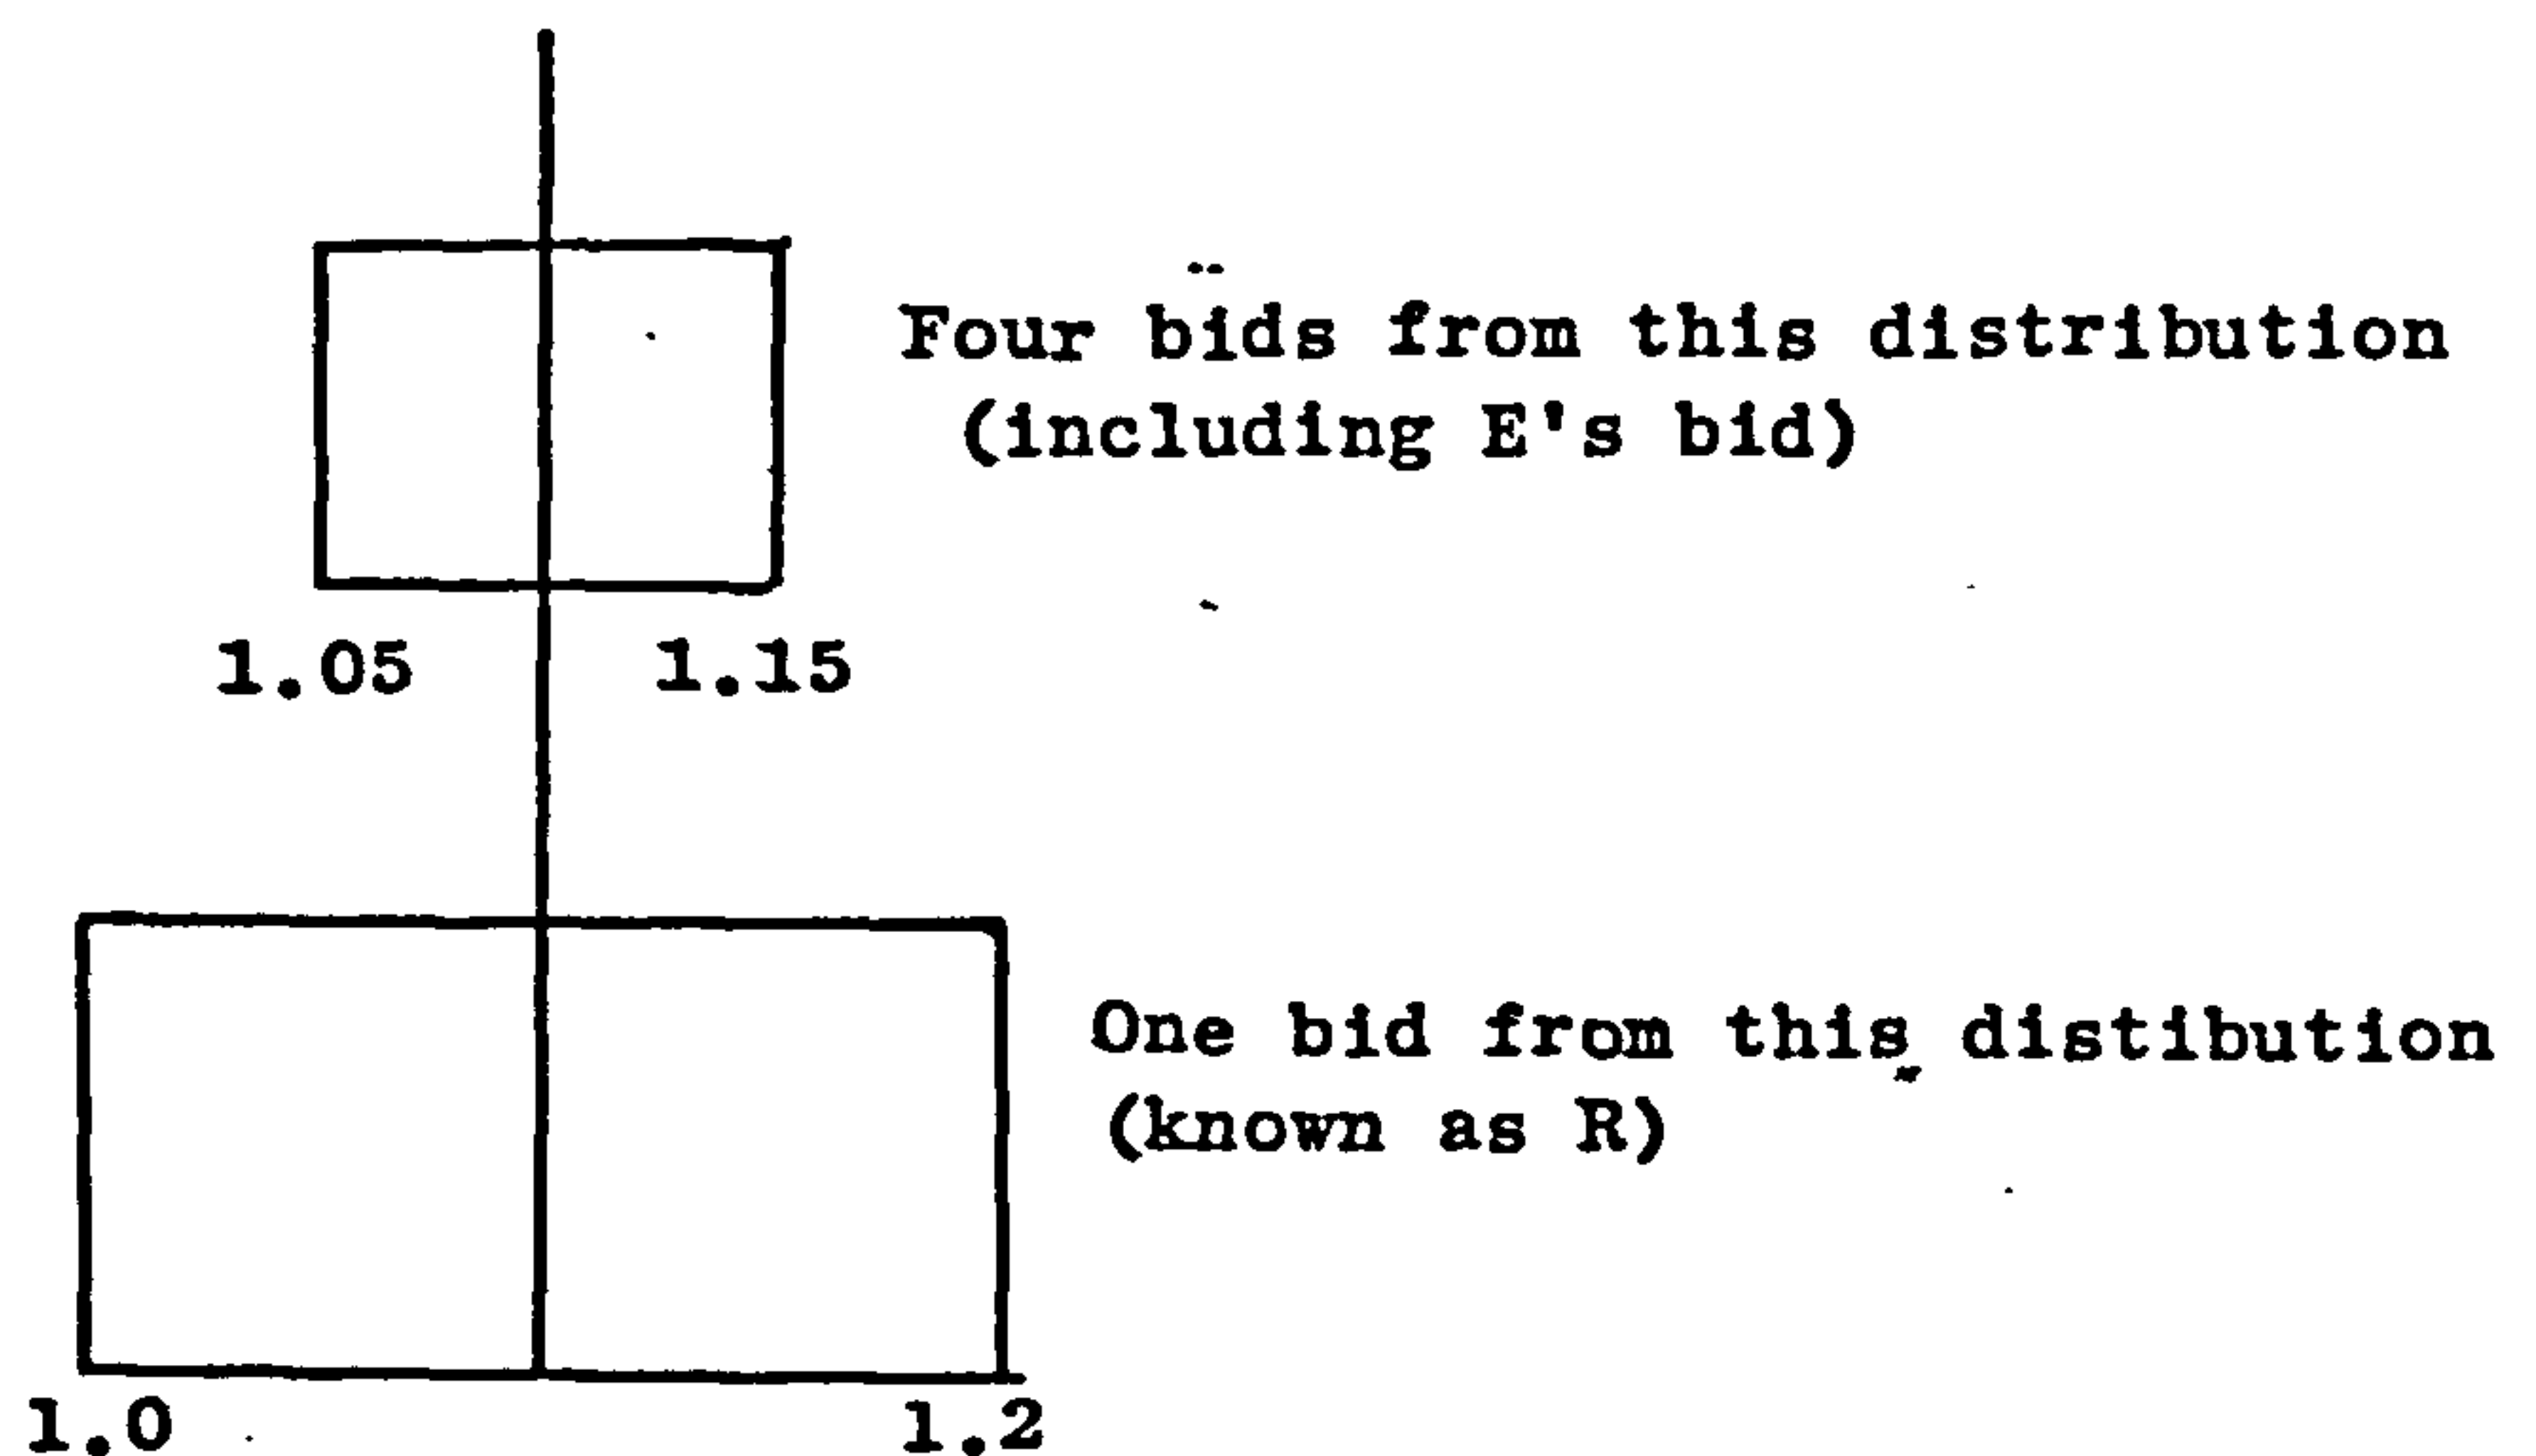 Four bids from this distribution
(including E's bid)
1.05 1.15
One bid from this distibution
(known as R)
1.0 1.2